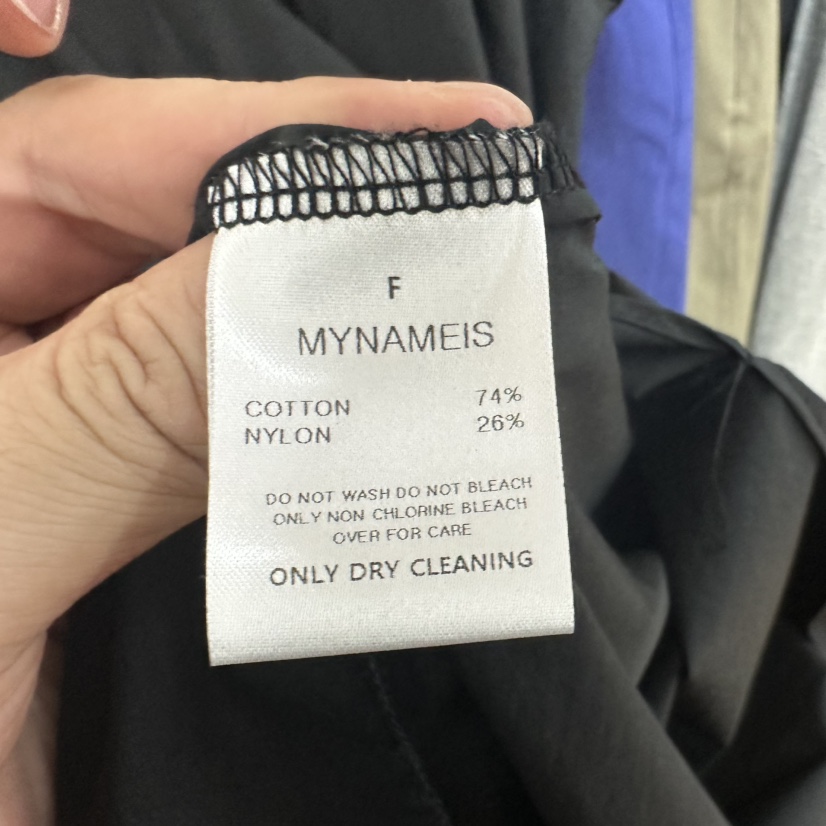 F
MYNAMEIS
COTTON 74%
NYLON 26%
DO NOT WASH DO NOT BLEACH
ONLY NON CHLORINE BLEACH
OVER FOR CARE
ONLY DRY CLEANING